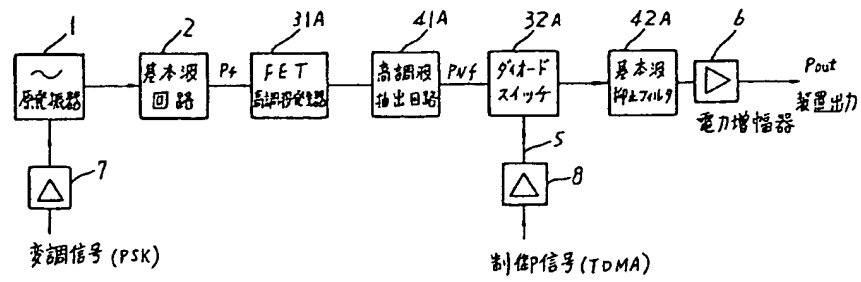 1
2
31A
41A
32A
42A
6
~
原発振器
基本波
回路
Pf
FET
高調波発生器
高調波
抽出回路
PNf
ダイオード
スイッチ
基本波
抑止フィルタ
Pout
装置出力
電力増幅器
7
5
8
変調信号(PSK)
制御信号(TDMA)